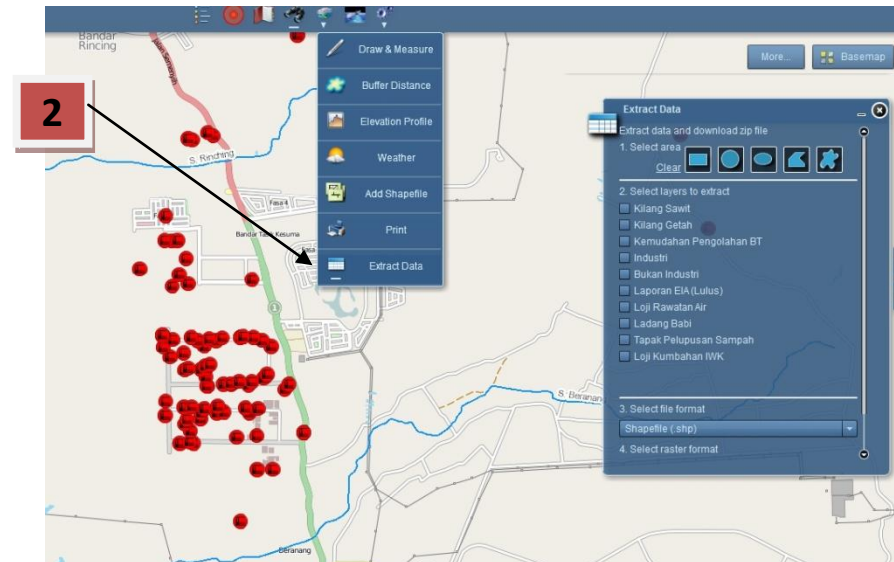 Bandar
Rincing
Jalan Semenyih
2
S. Rinching
Fasa 4
Bandar Tasik Kesuma
1
S. Beranang
Beranang
Draw & Measure
Buffer Distance
Elevation Profile
Weather
Add Shapefile
Print
Extract Data
More...
Basemap
Extract Data
Extract data and download zip file
1. Select area
Clear
2. Select layers to extract
Kilang Sawit
Kilang Getah
Kemudahan Pengolahan BT
Industri
Bukan Industri
Laporan EIA (Lulus)
Loji Rawatan Air
Ladang Babi
Tapak Pelupusan Sampah
Loji Kumbahan IWK
3. Select file format
Shapefile (.shp)
4. Select raster format